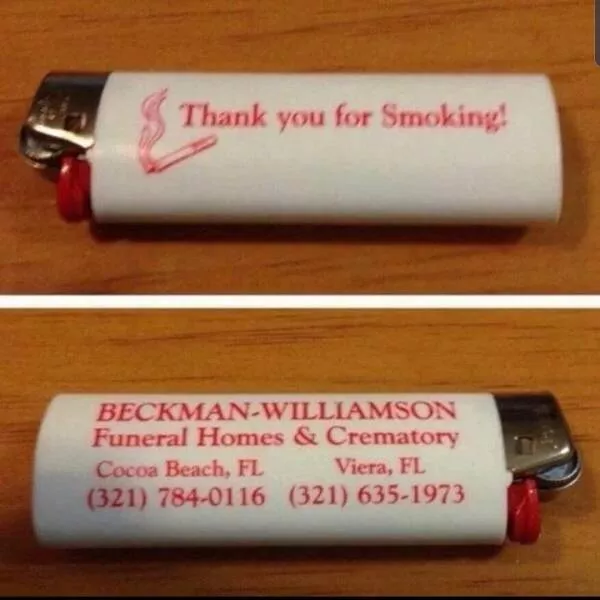 Thank you for Smoking!
BECKMAN-WILLIAMSON
Funeral Homes & Crematory
Cocoa Beach, FL Viera, FL
(321) 784-0116 (321) 635-1973